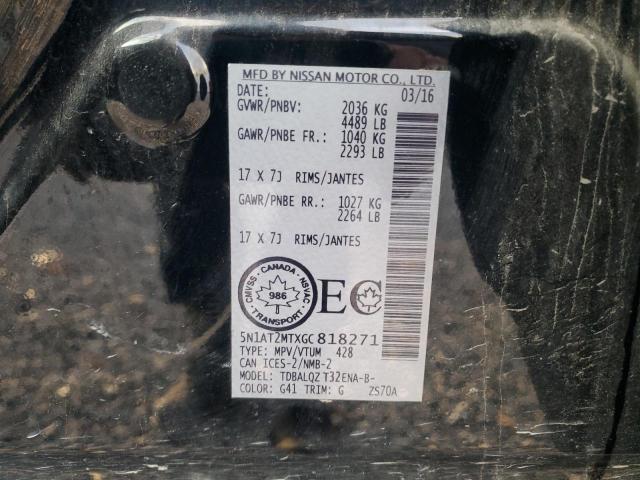 MFD BY NISSAN MOTOR CO., LTD.
DATE: 03/16
GVWR/PNBV: 2036 KG
4489 LB
GAWR/PNBE FR.: 1040 KG
2293 LB
17 X 7J RIMS/JANTES
GAWR/PNBE RR.: 1027 KG
2264 LB
17 X 7J RIMS/JANTES
CMVSS - CANADA - NSVAC
986
TRANSPORT
EC
5N1AT2MTXGC818271
TYPE: MPV/VTUM 428
CAN ICES-2/NMB-2
MODEL: TDBALQZ T32ENA-B-
COLOR: G41 TRIM: G ZS70A